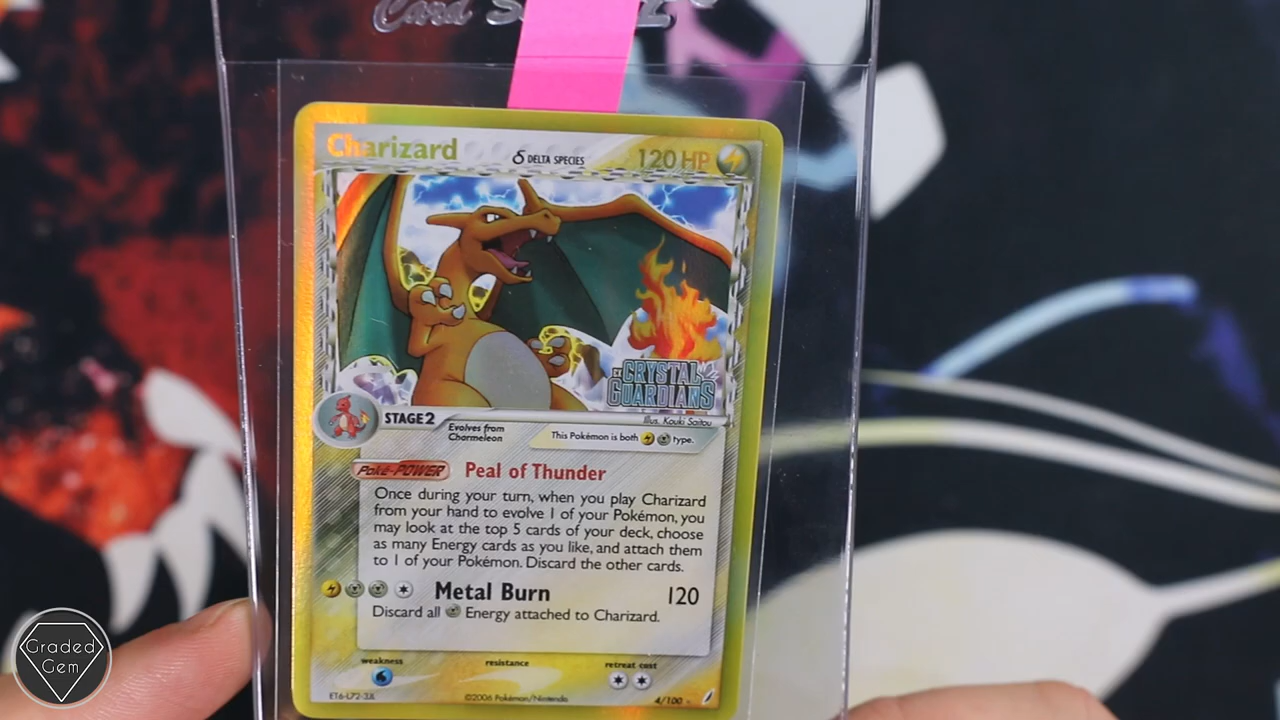 Card S
Charizard
δ DELTA SPECIES
120 HP
EX CRYSTAL
GUARDIANS
Illus. Kouki Saitou
STAGE 2
Evolves from
Charmeleon
This Pokémon is both type.
Poké-POWER Peal of Thunder
Once during your turn, when you play Charizard
from your hand to evolve 1 of your Pokémon, you
may look at the top 5 cards of your deck, choose
as many Energy cards as you like, and attach them
to 1 of your Pokémon. Discard the other cards.
Metal Burn 120
Discard all Energy attached to Charizard.
weakness resistance retreat cost
©2006 Pokémon/Nintendo
4/100
Graded
Gem